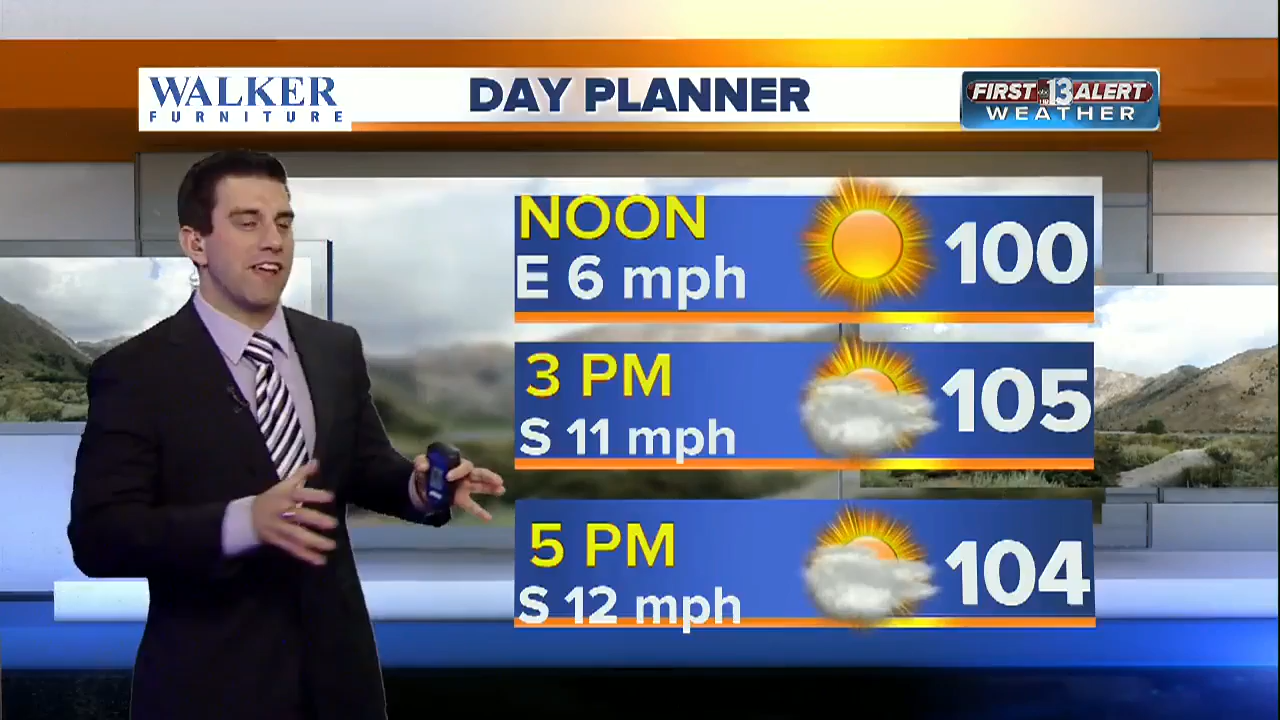 WALKER
FURNITURE
DAY PLANNER
FIRST 13 ALERT
WEATHER
NOON
E 6 mph
100
3 PM
S 11 mph
105
5 PM
S 12 mph
104